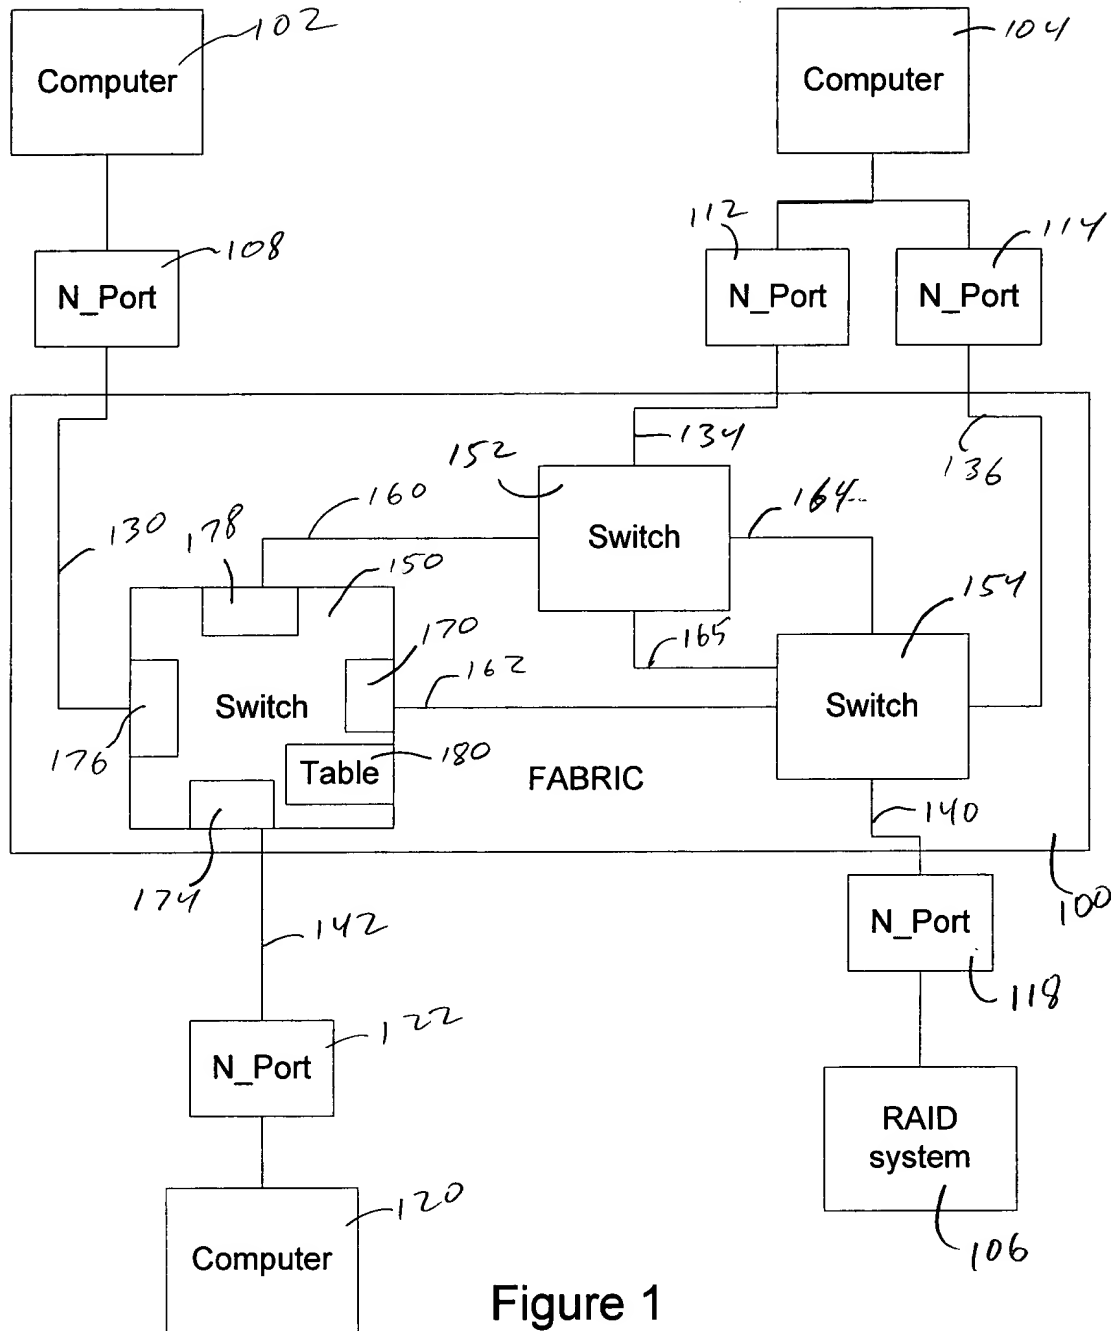 102
104
Computer
Computer
112
114
108
N_Port
N_Port
N_Port
134
136
152
160
164
130
178
Switch
150
154
170
165
162
Switch
Switch
176
180
Table
FABRIC
140
174
100
142
N_Port
118
122
N_Port
RAID
system
120
Computer
106
Figure 1